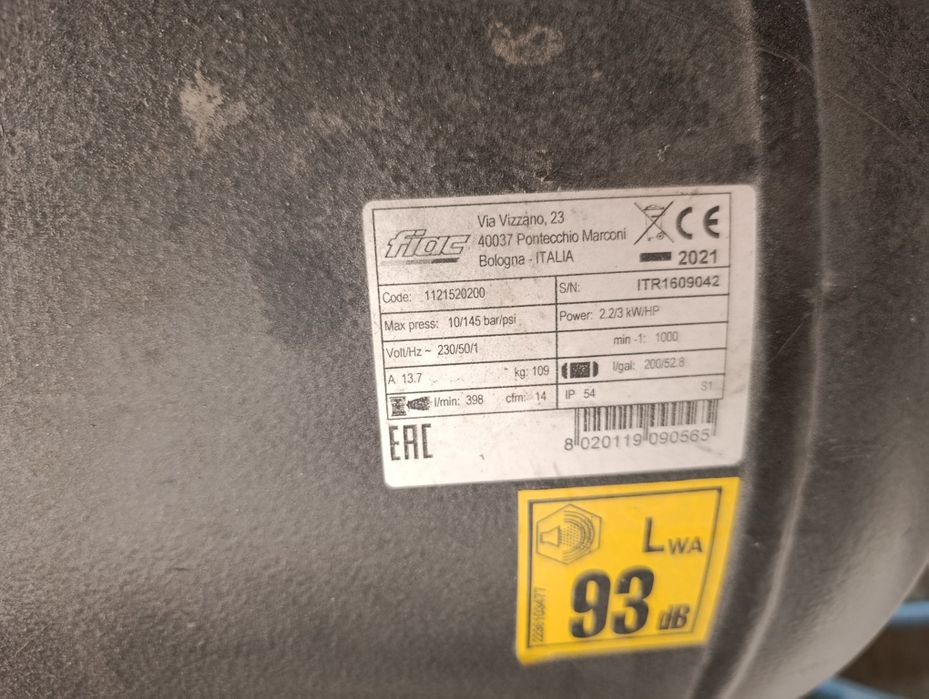 fiac
Via Vizzano, 23
40037 Pontecchio Marconi
Bologna - ITALIA
CE
2021
Code: 1121520200
S/N: ITR1609042
Max press: 10/145 bar/psi
Power: 2.2/3 kW/HP
Volt/Hz ~ 230/50/1
min -1: 1000
A 13.7 kg: 109
l/gal: 200/52.8
l/min: 398 cfm: 14
IP 54 S1
EAC
8 020119 090565
LWA
93 dB